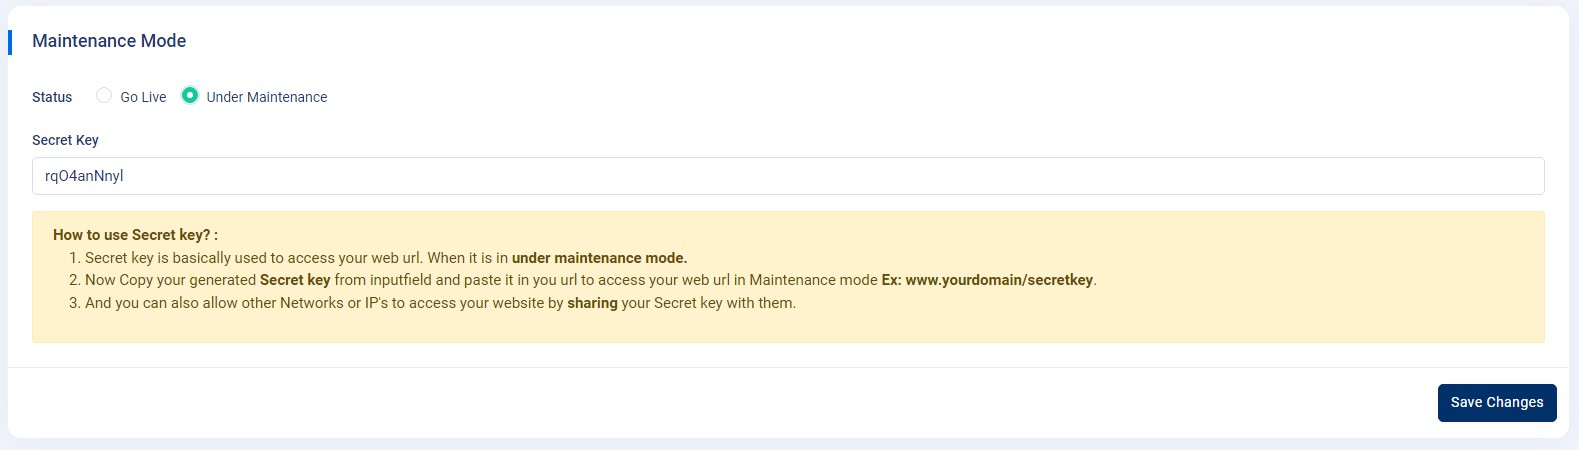 Maintenance Mode
Status Go Live Under Maintenance
Secret Key
rqO4anNnyl
How to use Secret key? :
1. Secret key is basically used to access your web url. When it is in under maintenance mode.
2. Now Copy your generated Secret key from inputfield and paste it in you url to access your web url in Maintenance mode Ex: www.yourdomain/secretkey.
3. And you can also allow other Networks or IP's to access your website by sharing your Secret key with them.
Save Changes